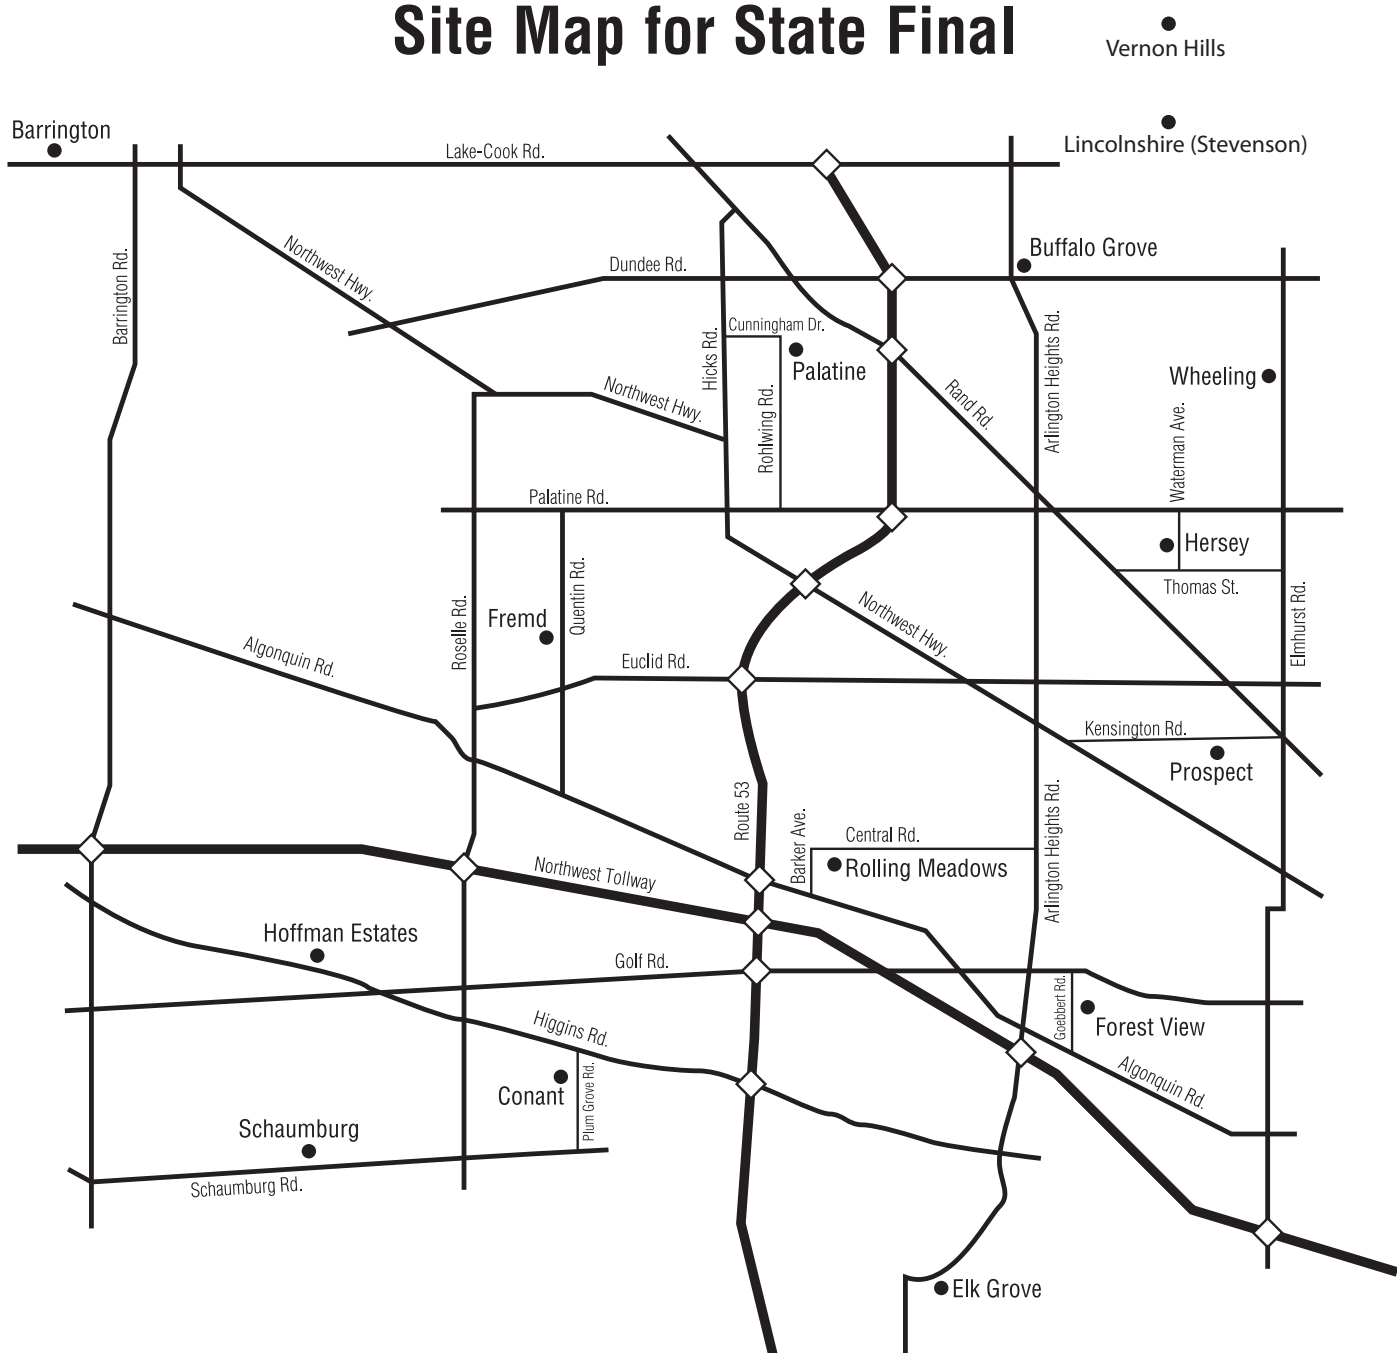 Site Map for State Final
Vernon Hills
Lincolnshire (Stevenson)
Barrington
Lake-Cook Rd.
Barrington Rd.
Northwest Hwy.
Dundee Rd.
Buffalo Grove
Cunningham Dr.
Hicks Rd.
Palatine
Rohlwing Rd.
Northwest Hwy.
Rand Rd.
Arlington Heights Rd.
Wheeling
Waterman Ave.
Palatine Rd.
Hersey
Thomas St.
Elmhurst Rd.
Quentin Rd.
Fremd
Roselle Rd.
Algonquin Rd.
Euclid Rd.
Northwest Hwy.
Kensington Rd.
Prospect
Route 53
Barker Ave.
Central Rd.
Rolling Meadows
Arlington Heights Rd.
Northwest Tollway
Hoffman Estates
Golf Rd.
Goebbert Rd.
Forest View
Higgins Rd.
Algonquin Rd.
Conant
Plum Grove Rd.
Schaumburg
Schaumburg Rd.
Elk Grove